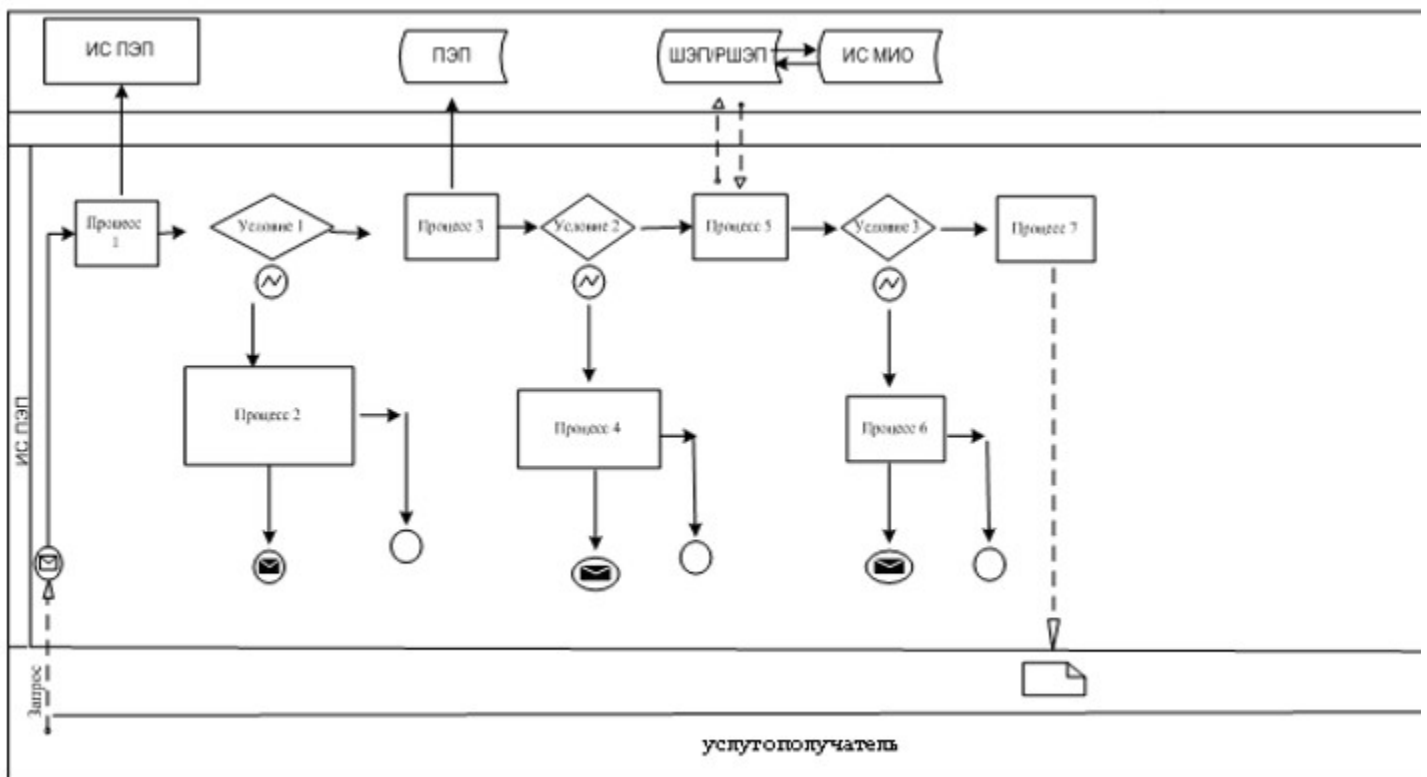 ИС ПЭП
ПЭП
ШЭП/РШЭП
ИС МИО
Процесс
1
Условие 1
Процесс 3
Условие 2
Процесс 5
Условие 3
Процесс 7
Процесс 2
Процесс 4
Процесс 6
ИС ПЭП
Запрос
услугополучатель